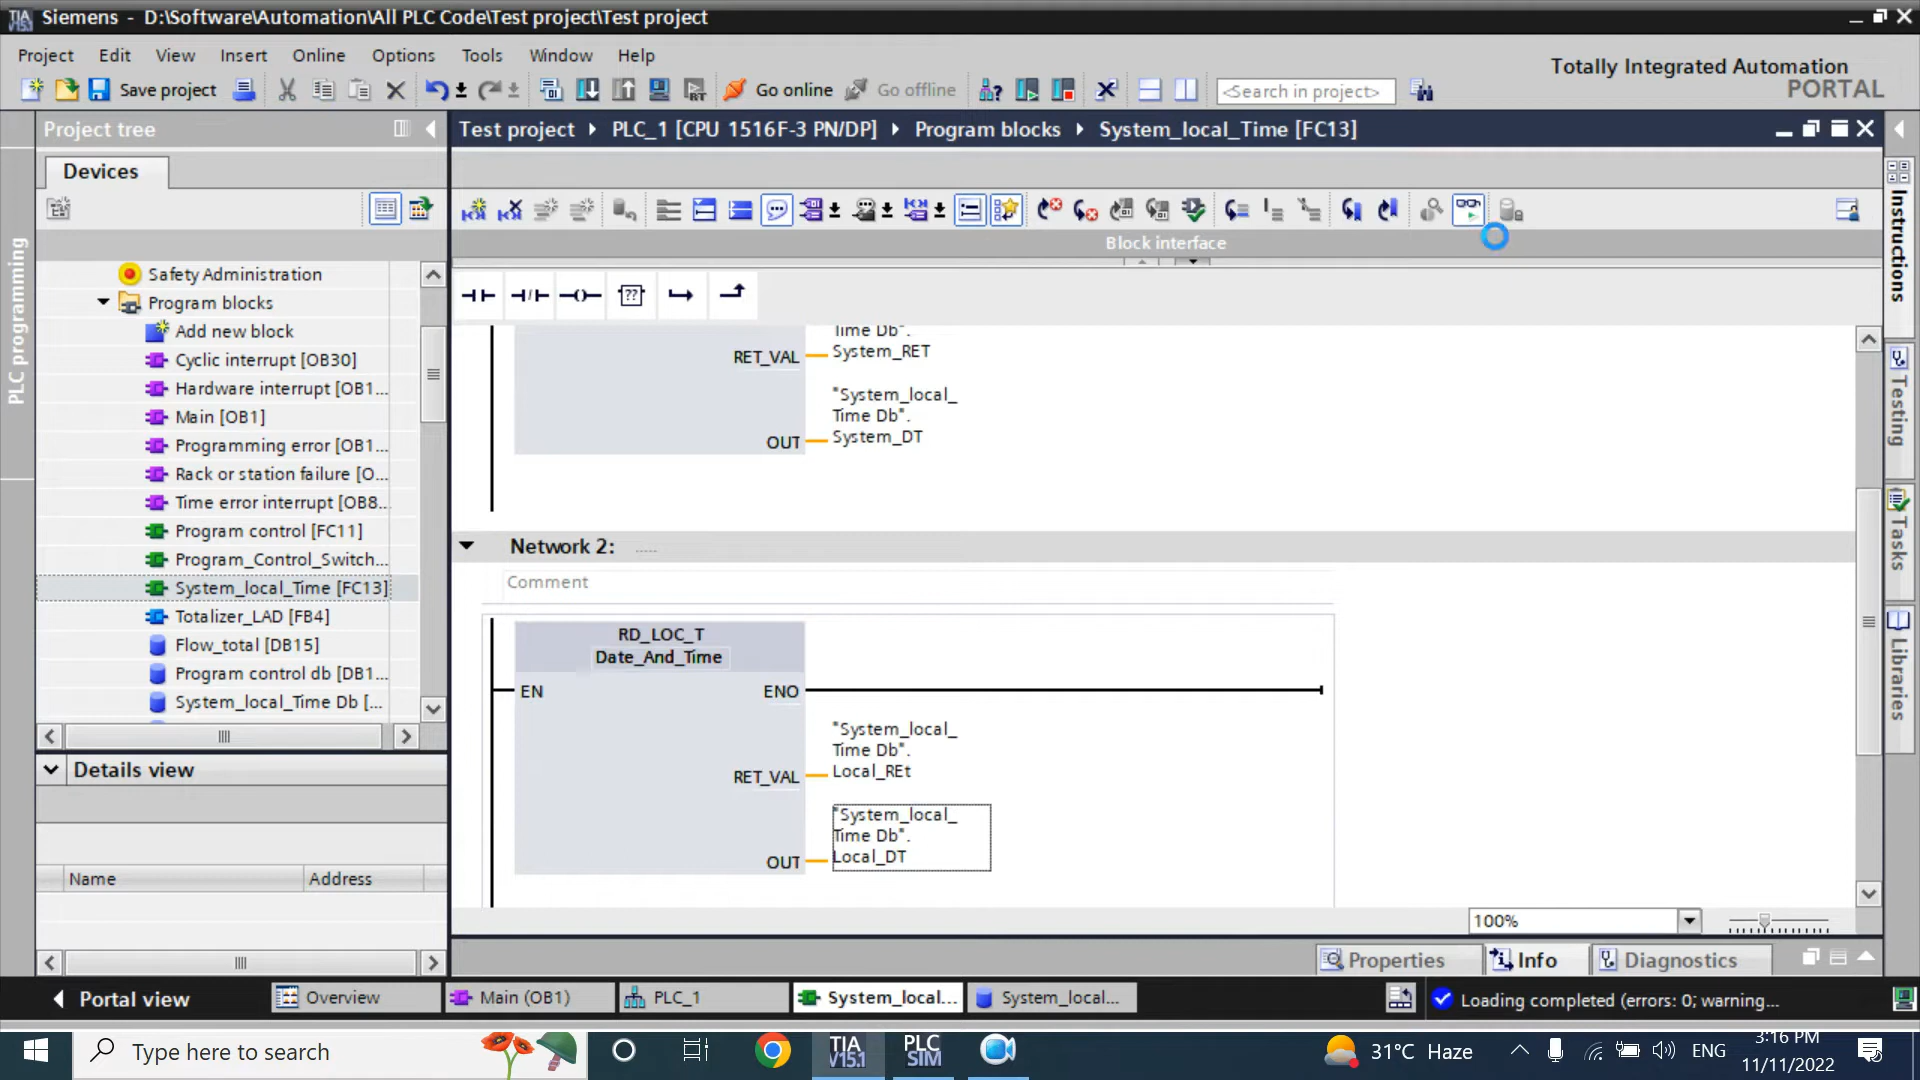 TIA
V15.1
Siemens - D:\Software\Automation\All PLC Code\Test project\Test project
Project Edit View Insert Online Options Tools Window Help
Totally Integrated Automation
PORTAL
Save project
Go online
Go offline
<Search in project>
Project tree
Test project
PLC_1 [CPU 1516F-3 PN/DP]
Program blocks
System_local_Time [FC13]
Devices
PLC programming
Block interface
Safety Administration
Program blocks
Add new block
Cyclic interrupt [OB30]
Hardware interrupt [OB1...
Main [OB1]
Programming error [OB1...
Rack or station failure [O...
Time error interrupt [OB8...
Program control [FC11]
Program_Control_Switch...
System_local_Time [FC13]
Totalizer_LAD [FB4]
Flow_total [DB15]
Program control db [DB1...
System_local_Time Db [...
Details view
Name Address
??
Time Db".
RET_VAL
System_RET
"System_local_
Time Db".
OUT
System_DT
Network 2:
.....
Comment
RD_LOC_T
Date_And_Time
EN
ENO
"System_local_
Time Db".
RET_VAL
Local_REt
"System_local_
Time Db".
OUT
Local_DT
100%
Instructions
Testing
Tasks
Libraries
Properties
Info
Diagnostics
Portal view
Overview
Main (OB1)
PLC_1
System_local...
System_local...
Loading completed (errors: 0; warning...
Type here to search
TIA
V15.1
PLC
SIM
31°C Haze
ENG
3:16 PM
11/11/2022